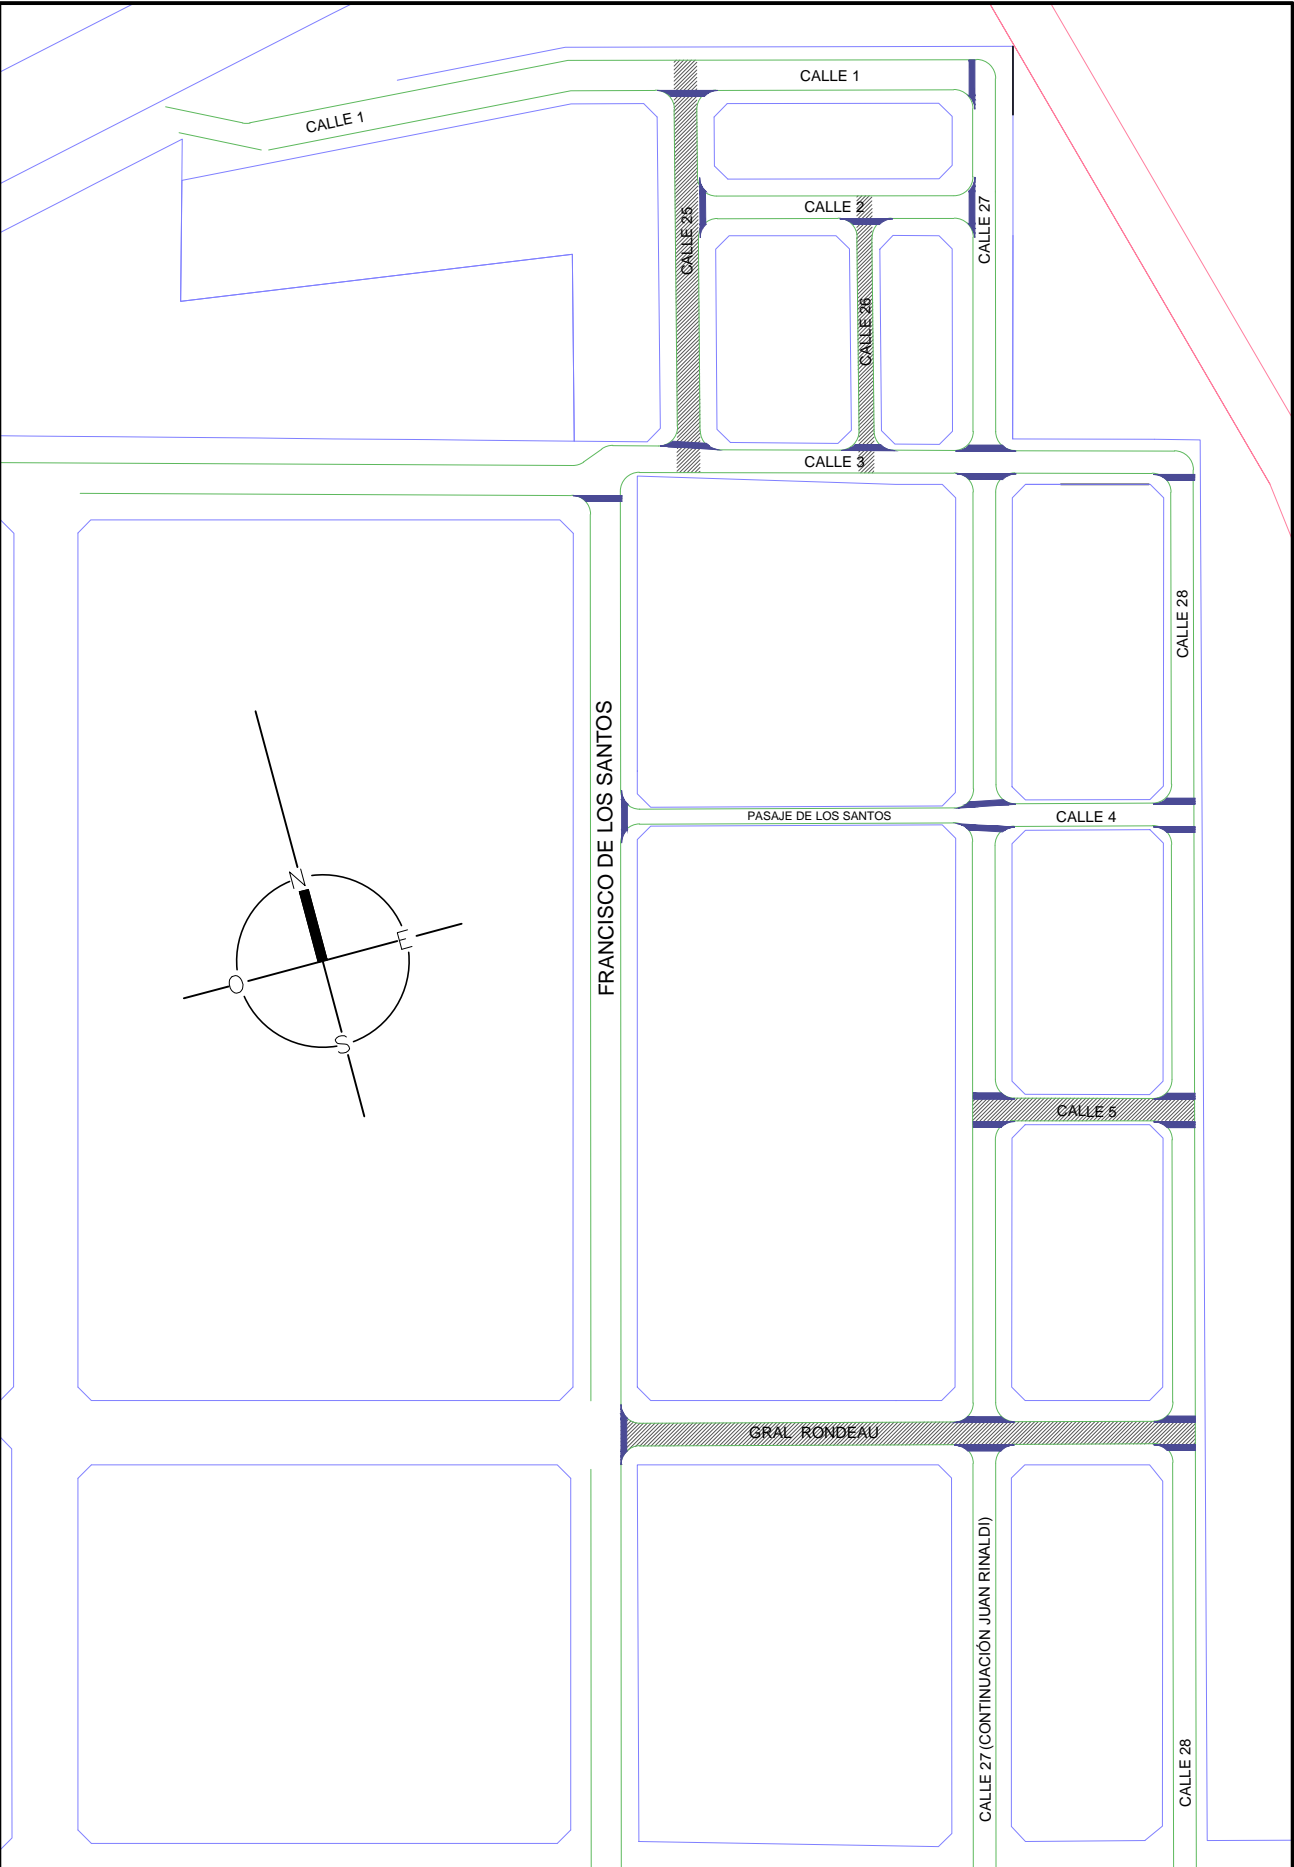 CALLE 1
CALLE 1
CALLE 2
CALLE 25
CALLE 27
CALLE 26
CALLE 3
CALLE 28
FRANCISCO DE LOS SANTOS
PASAJE DE LOS SANTOS
CALLE 4
N
E
O
S
CALLE 5
GRAL RONDEAU
CALLE 27 (CONTINUACIÓN JUAN RINALDI)
CALLE 28